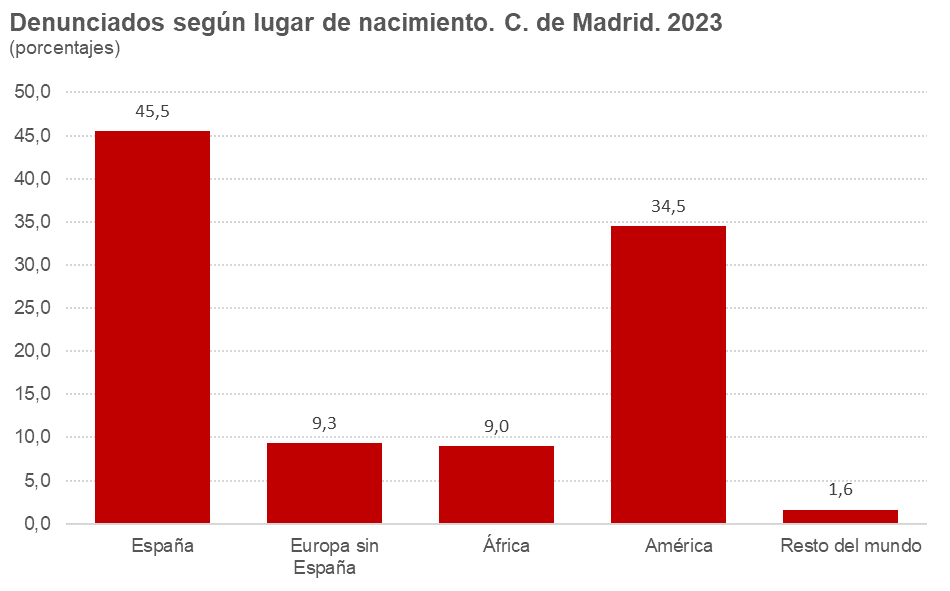 Denunciados según lugar de nacimiento. C. de Madrid. 2023
(porcentajes)
50,0
45,0
40,0
35,0
30,0
25,0
20,0
15,0
10,0
5,0
0,0
45,5
9,3
9,0
34,5
1,6
España
Europa sin
España
África
América
Resto del mundo